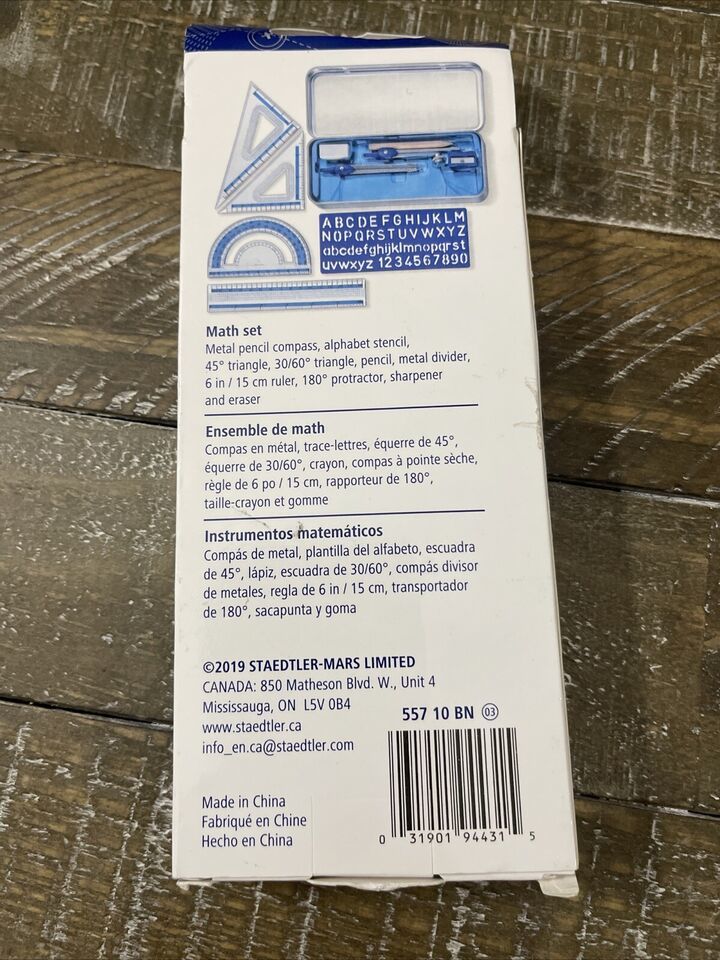 ABCDEFGHIJKLM
NOPQRSTUVWXYZ
abcdefghijklmnopqrst
uvwxyz 1234567890
Math set
Metal pencil compass, alphabet stencil,
45° triangle, 30/60° triangle, pencil, metal divider,
6 in / 15 cm ruler, 180° protractor, sharpener
and eraser
Ensemble de math
Compas en métal, trace-lettres, équerre de 45°,
équerre de 30/60°, crayon, compas à pointe sèche,
règle de 6 po / 15 cm, rapporteur de 180°,
taille-crayon et gomme
Instrumentos matemáticos
Compás de metal, plantilla del alfabeto, escuadra
de 45°, lápiz, escuadra de 30/60°, compás divisor
de metales, regla de 6 in / 15 cm, transportador
de 180°, sacapunta y goma
©2019 STAEDTLER-MARS LIMITED
CANADA: 850 Matheson Blvd. W., Unit 4
Mississauga, ON L5V 0B4
www.staedtler.ca
info_en.ca@staedtler.com
557 10 BN 03
Made in China
Fabriqué en Chine
Hecho en China
0 31901 94431 5